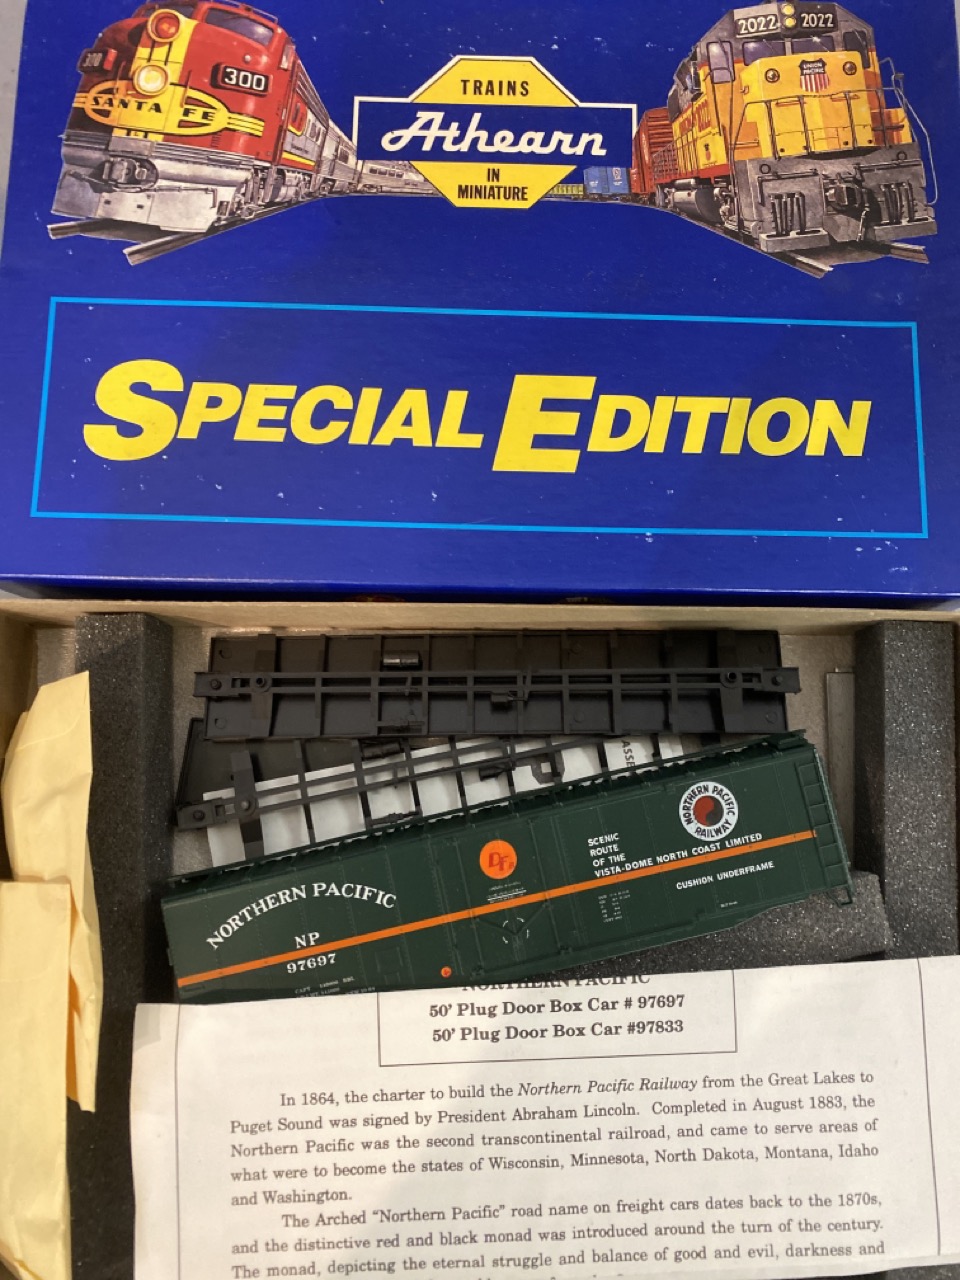 300
300
SANTA FE
TRAINS
Athearn
IN
MINIATURE
2022
2022
UNION
PACIFIC
SPECIAL EDITION
ASSE
NORTHERN PACIFIC
NP
97697
DF
SCENIC
ROUTE
OF THE
VISTA-DOME NORTH COAST LIMITED
NORTHERN PACIFIC
RAILWAY
CUSHION UNDERFRAME
NORTHERN PACIFIC
50' Plug Door Box Car # 97697
50' Plug Door Box Car #97833
In 1864, the charter to build the Northern Pacific Railway from the Great Lakes to
Puget Sound was signed by President Abraham Lincoln. Completed in August 1883, the
Northern Pacific was the second transcontinental railroad, and came to serve areas of
what were to become the states of Wisconsin, Minnesota, North Dakota, Montana, Idaho
and Washington.
The Arched "Northern Pacific" road name on freight cars dates back to the 1870s,
and the distinctive red and black monad was introduced around the turn of the century.
The monad, depicting the eternal struggle and balance of good and evil, darkness and